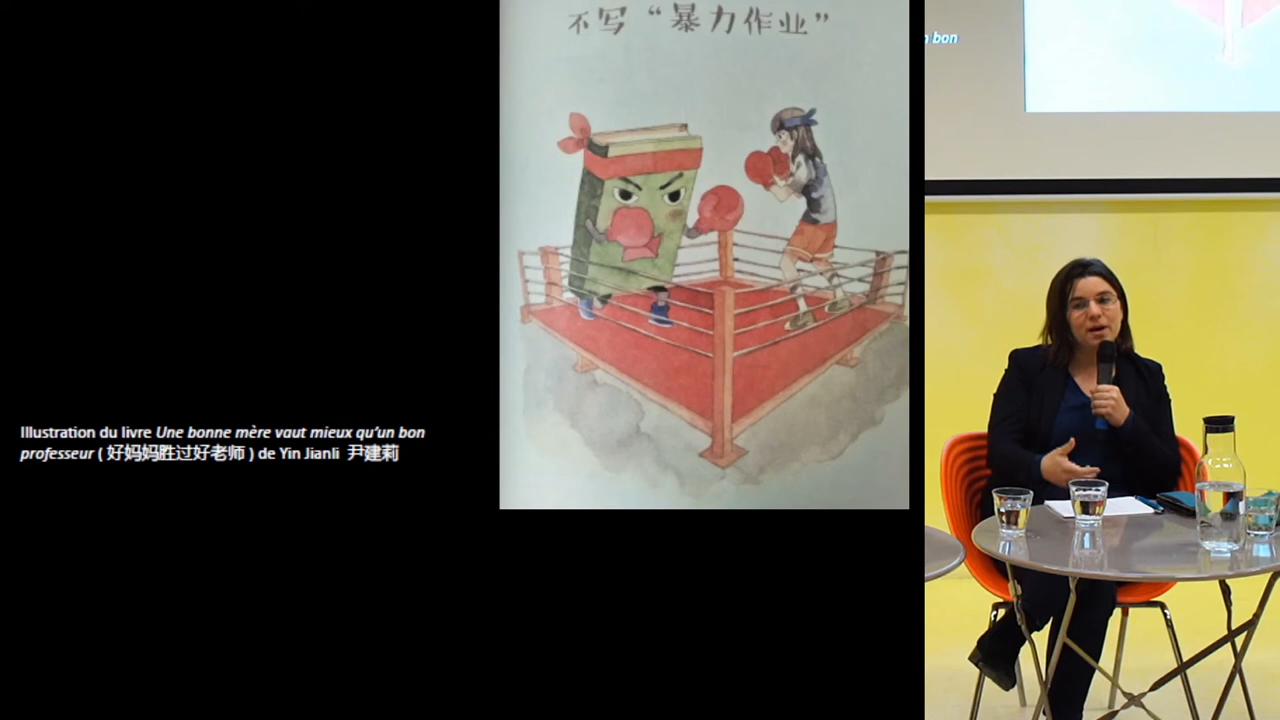 不写“暴力作业”
n bon
Illustration du livre Une bonne mère vaut mieux qu'un bon
professeur ( 好妈妈胜过好老师 ) de Yin Jianli 尹建莉